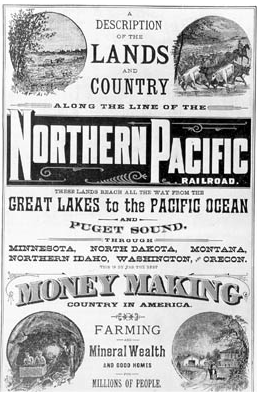 A
DESCRIPTION
OF THE
LANDS
AND
COUNTRY
ALONG THE LINE OF THE
NORTHERN PACIFIC
RAILROAD.
THESE LANDS REACH ALL THE WAY FROM THE
GREAT LAKES to the PACIFIC OCEAN
AND
PUGET SOUND,
THROUGH
MINNESOTA, NORTH DAKOTA, MONTANA,
NORTHERN IDAHO, WASHINGTON, AND OREGON.
THIS IS BY FAR THE BEST
MONEY MAKING
COUNTRY IN AMERICA.
FARMING
AND
Mineral Wealth
AND GOOD HOMES
FOR
MILLIONS OF PEOPLE.